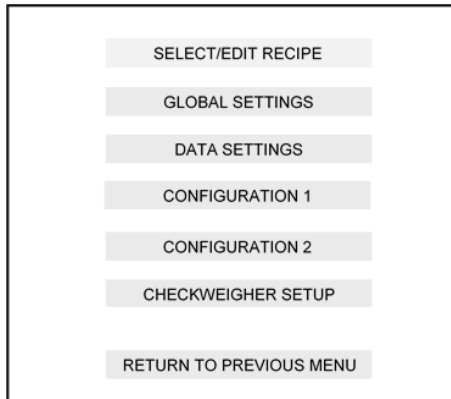 SELECT/EDIT RECIPE
GLOBAL SETTINGS
DATA SETTINGS
CONFIGURATION 1
CONFIGURATION 2
CHECKWEIGHER SETUP
RETURN TO PREVIOUS MENU